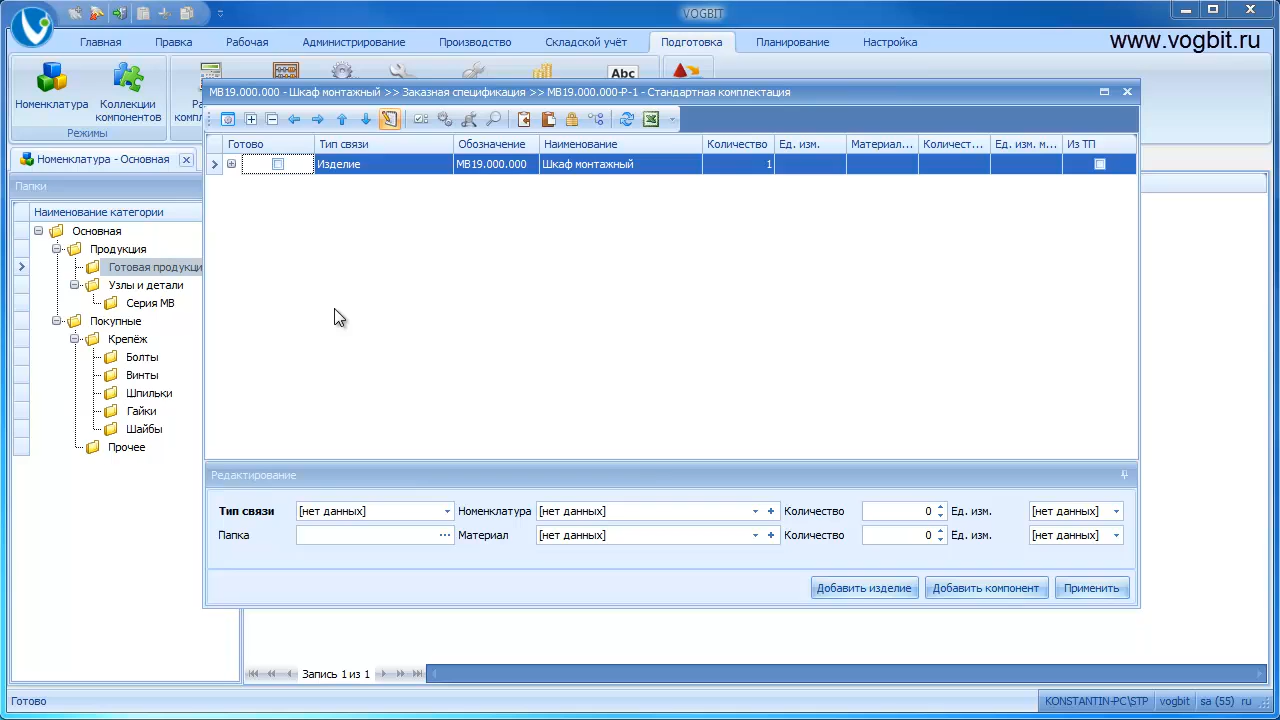 VOGBIT
Главная Правка Рабочая Администрирование Производство Складской учёт Подготовка Планирование Настройка
www.vogbit.ru
Номенклатура
Коллекции компонентов
Abc
Режимы
МВ19.000.000 - Шкаф монтажный >> Заказная спецификация >> МВ19.000.000-Р-1 - Стандартная комплектация
Номенклатура - Основная
Папки
Готово Тип связи Обозначение Наименование Количество Ед. изм. Материал... Количест... Ед. изм. м... Из ТП
Изделие МВ19.000.000 Шкаф монтажный 1
Наименование категории
Основная
Продукция
Готовая продукци
Узлы и детали
Серия МВ
Покупные
Крепёж
Болты
Винты
Шпильки
Гайки
Шайбы
Прочее
Редактирование
Тип связи [нет данных] Номенклатура [нет данных] Количество 0 Ед. изм. [нет данных]
Папка ... Материал [нет данных] Количество 0 Ед. изм. [нет данных]
Добавить изделие Добавить компонент Применить
Запись 1 из 1
Готово KONSTANTIN-PC\STP vogbit sa (55) ru